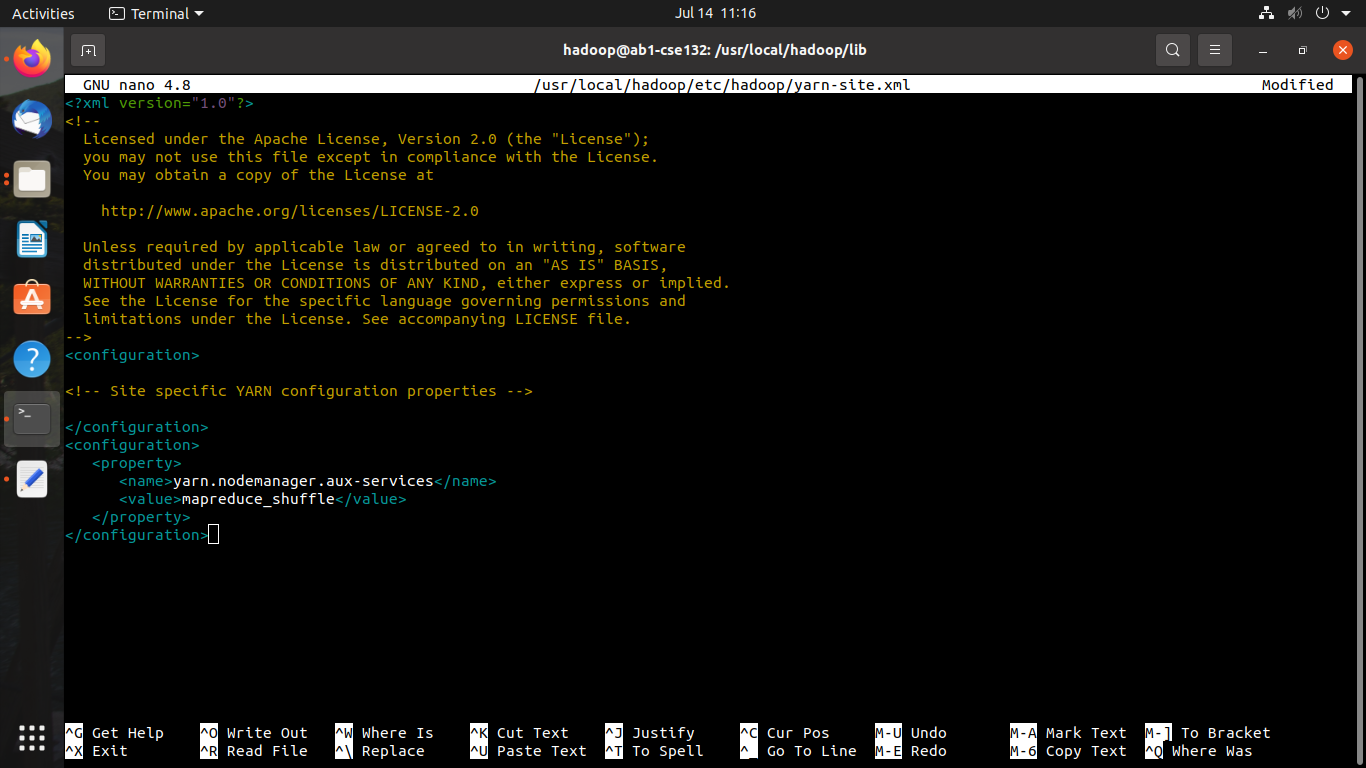 Activities Terminal Jul 14 11:16
hadoop@ab1-cse132: /usr/local/hadoop/lib
GNU nano 4.8 /usr/local/hadoop/etc/hadoop/yarn-site.xml Modified
<?xml version="1.0"?>
<!--
  Licensed under the Apache License, Version 2.0 (the "License");
  you may not use this file except in compliance with the License.
  You may obtain a copy of the License at

    http://www.apache.org/licenses/LICENSE-2.0

  Unless required by applicable law or agreed to in writing, software
  distributed under the License is distributed on an "AS IS" BASIS,
  WITHOUT WARRANTIES OR CONDITIONS OF ANY KIND, either express or implied.
  See the License for the specific language governing permissions and
  limitations under the License. See accompanying LICENSE file.
-->
<configuration>

<!-- Site specific YARN configuration properties -->

</configuration>
<configuration>
   <property>
      <name>yarn.nodemanager.aux-services</name>
      <value>mapreduce_shuffle</value>
   </property>
</configuration>

^G Get Help ^O Write Out ^W Where Is ^K Cut Text ^J Justify ^C Cur Pos M-U Undo M-A Mark Text M-] To Bracket
^X Exit ^R Read File ^\ Replace ^U Paste Text ^T To Spell ^_ Go To Line M-E Redo M-6 Copy Text ^Q Where Was